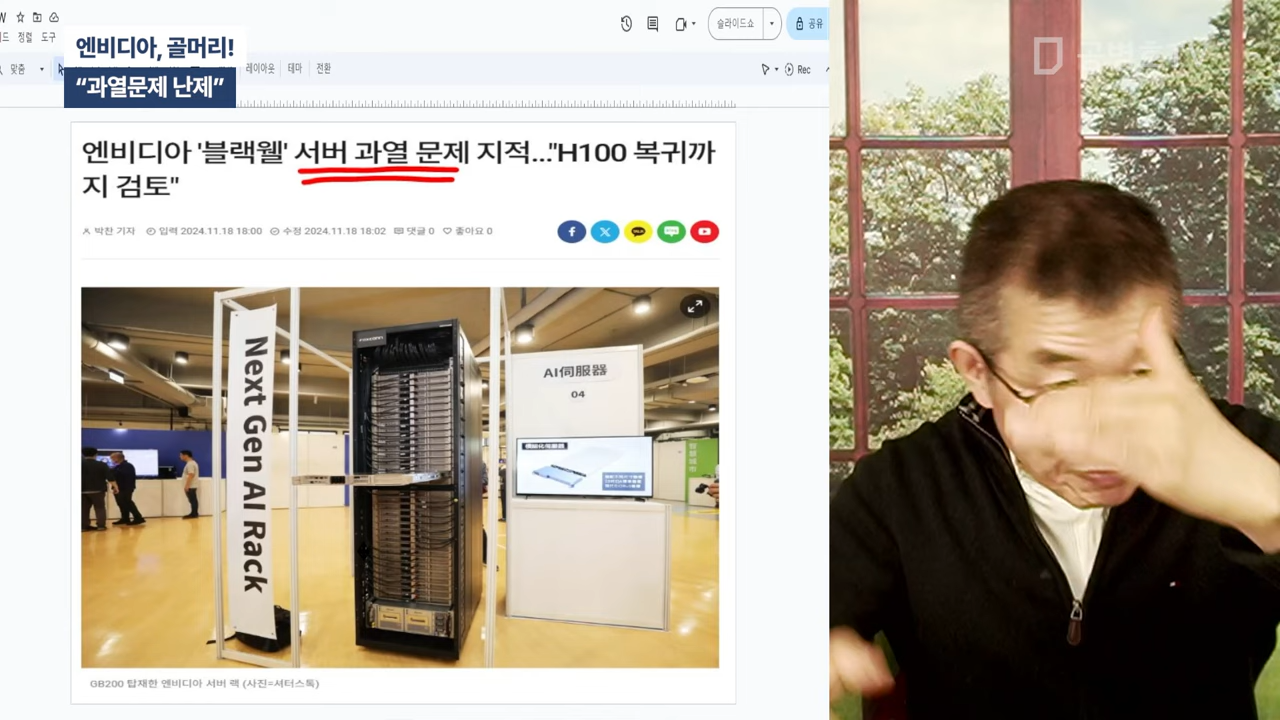 정렬 도구
슬라이드쇼
공유
맞춤
레이아웃
테마
전환
Rec
엔비디아, 골머리!
“과열문제 난제”
엔비디아 '블랙웰' 서버 과열 문제 지적..."H100 복귀까
지 검토"
박찬 기자 입력 2024.11.18 18:00 수정 2024.11.18 18:02 댓글 0 좋아요 0
Next Gen AI Rack
FOXCONN
AI伺服器
04
GB200 탑재한 엔비디아 서버 랙 (사진=셔터스톡)